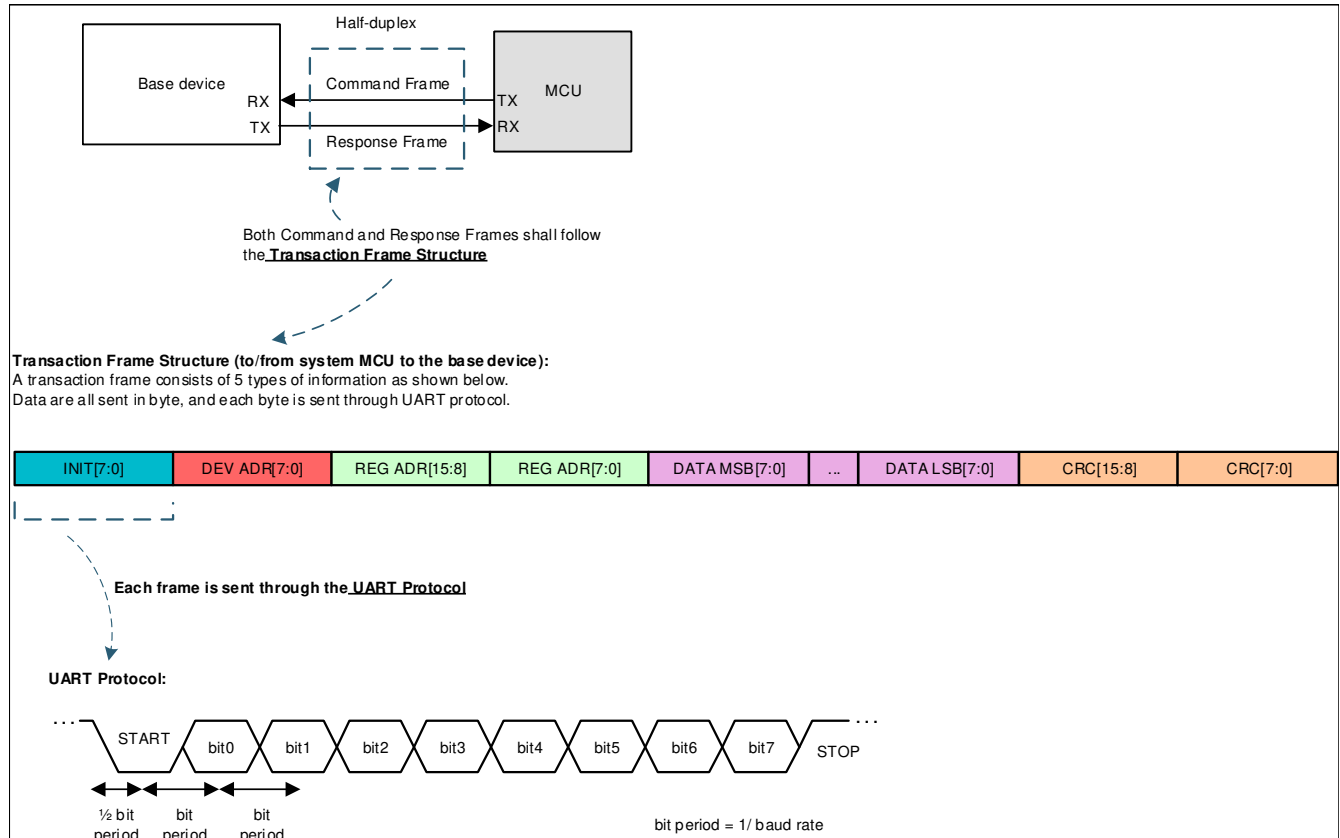 Half-duplex
Base device
Command Frame
MCU
RX
TX
TX
RX
Response Frame
Both Command and Response Frames shall follow
the Transaction Frame Structure
Transaction Frame Structure (to/from system MCU to the base device):
A transaction frame consists of 5 types of information as shown below.
Data are all sent in byte, and each byte is sent through UART protocol.
INIT[7:0] DEV ADR[7:0] REG ADR[15:8] REG ADR[7:0] DATA MSB[7:0] ... DATA LSB[7:0] CRC[15:8] CRC[7:0]
Each frame is sent through the UART Protocol
UART Protocol:
... START bit0 bit1 bit2 bit3 bit4 bit5 bit6 bit7 STOP ...
½ bit period
bit period
bit period
bit period = 1/ baud rate